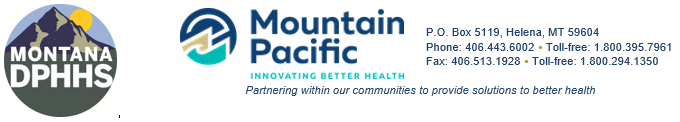 MONTANA
DPHHS
Mountain
Pacific
INNOVATING BETTER HEALTH
P.O. Box 5119, Helena, MT 59604
Phone: 406.443.6002 • Toll-free: 1.800.395.7961
Fax: 406.513.1928 • Toll-free: 1.800.294.1350
Partnering within our communities to provide solutions to better health